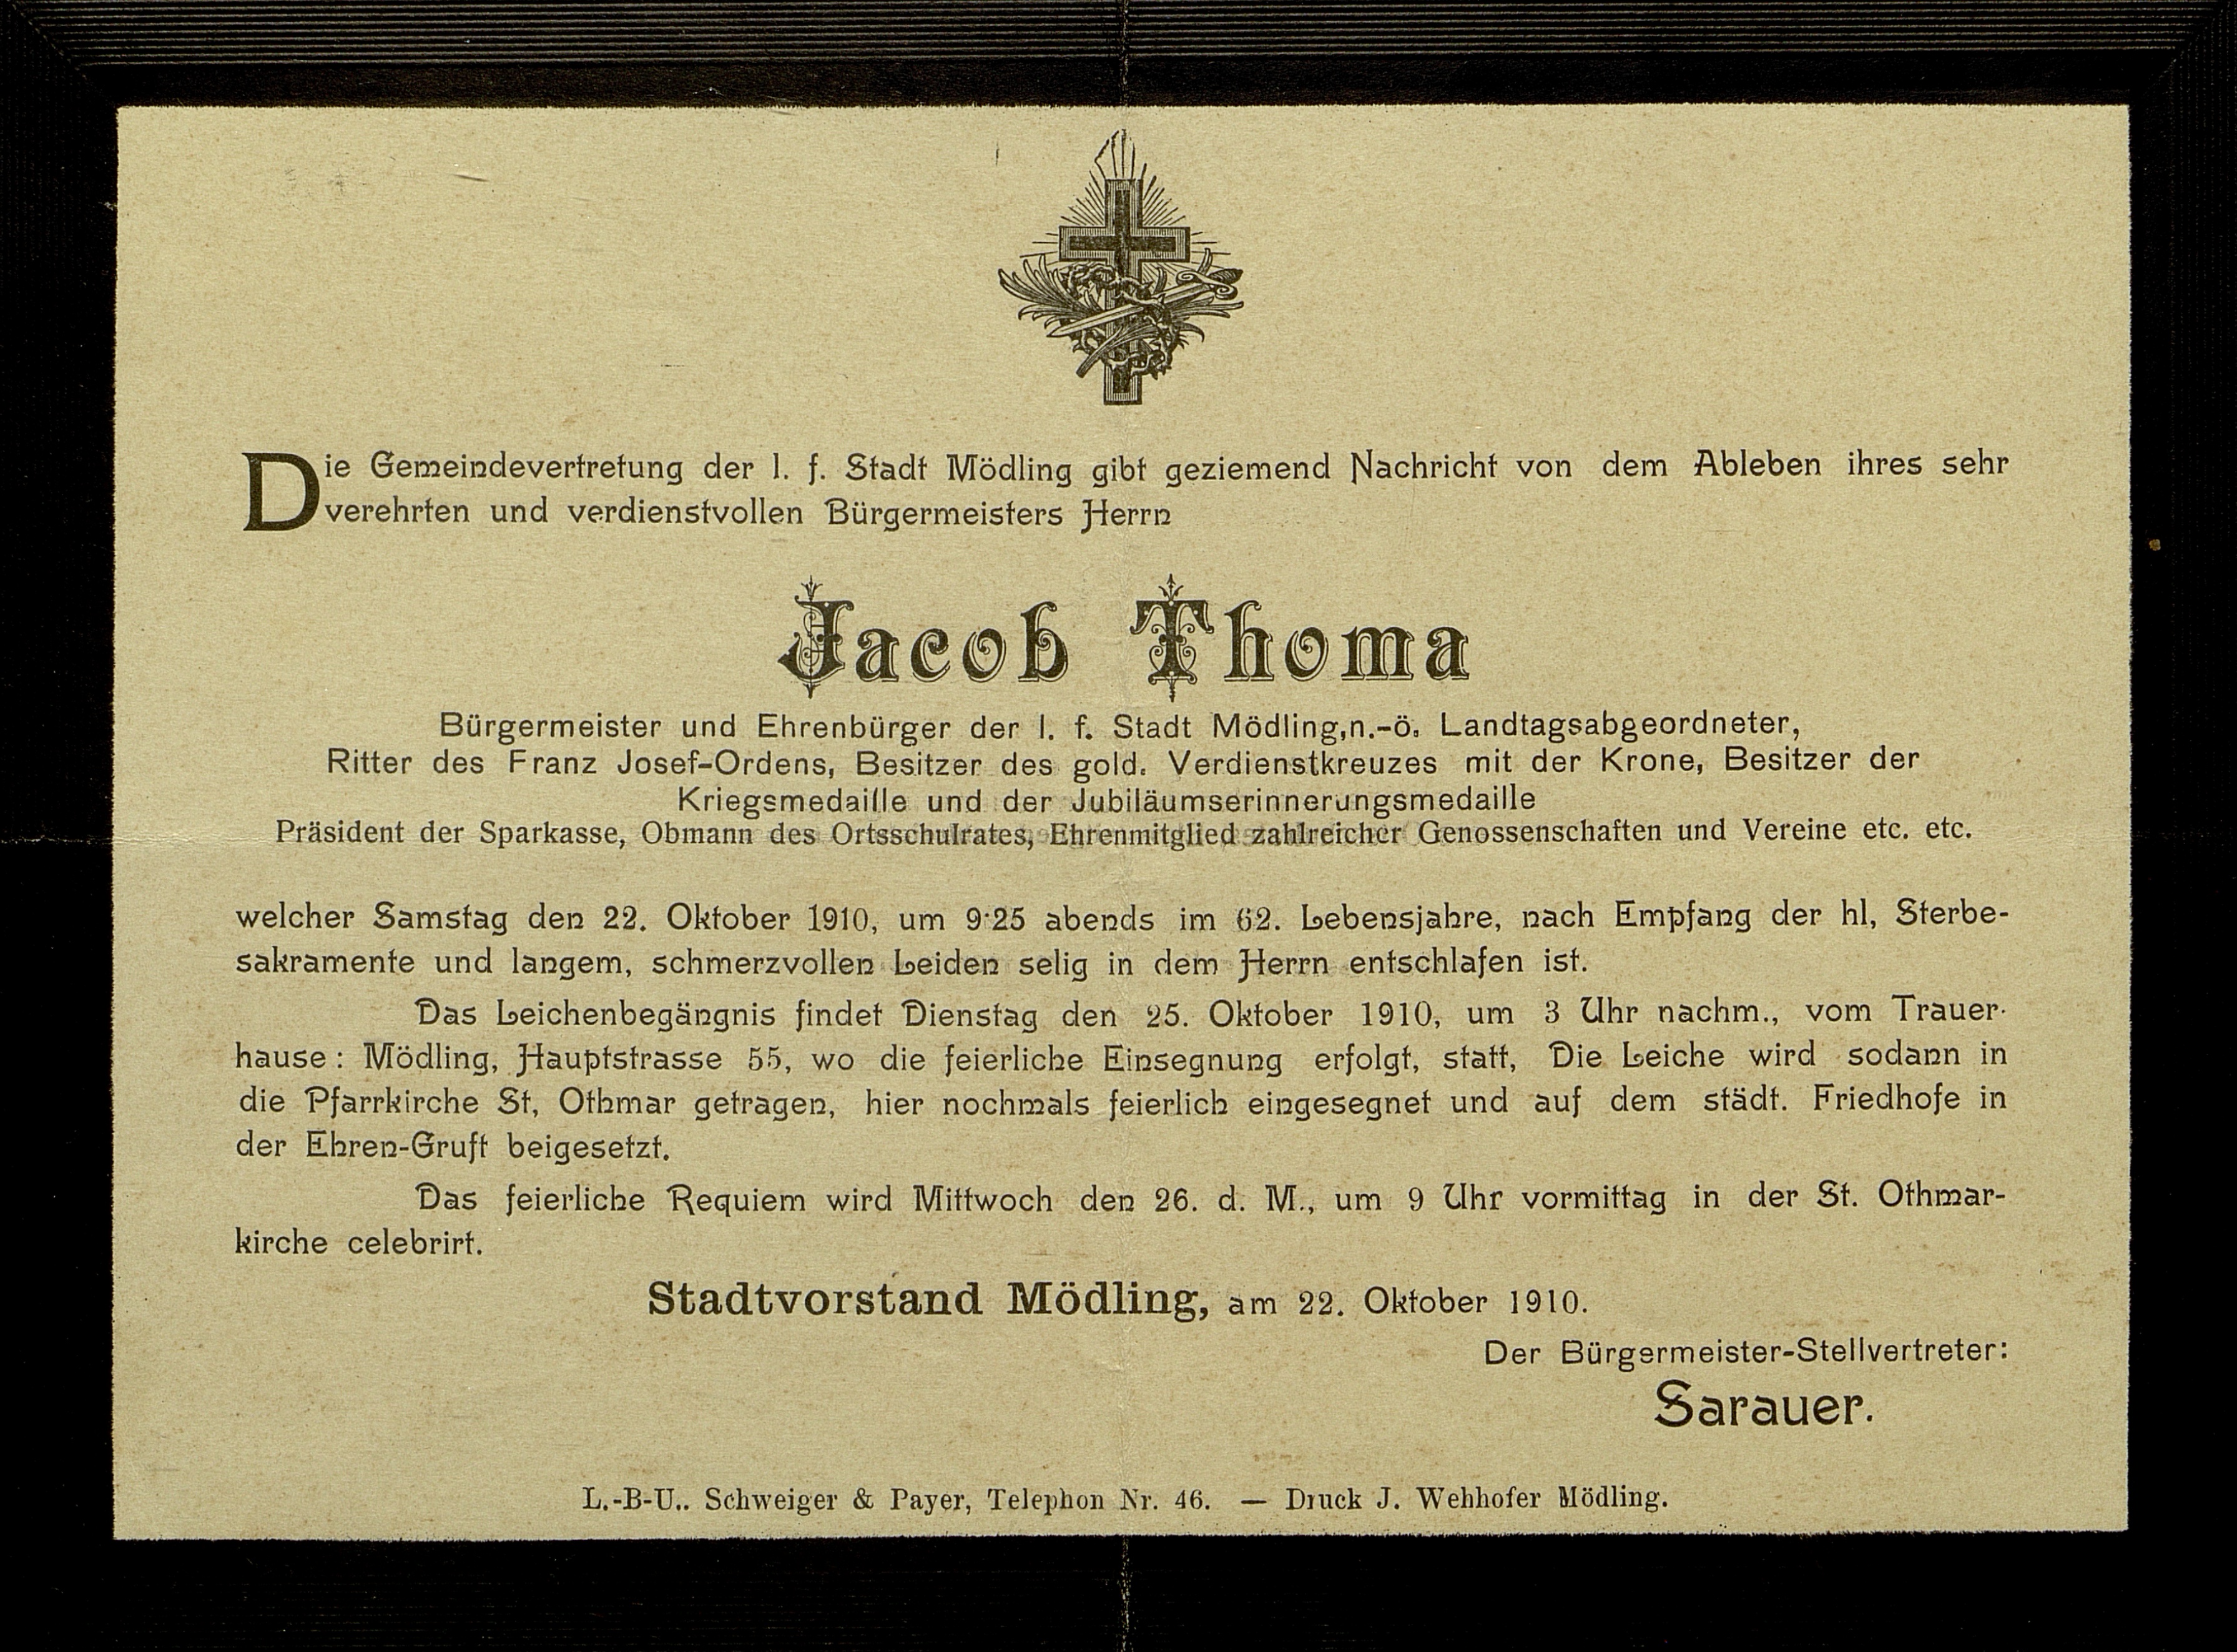 Die Gemeindevertretung der l. f. Stadt Mödling gibt geziemend Nachricht von dem Ableben ihres sehr
verehrten und verdienstvollen Bürgermeisters Herrn
Jacob Thoma
Bürgermeister und Ehrenbürger der l. f. Stadt Mödling,n.-ö. Landtagsabgeordneter,
Ritter des Franz Josef-Ordens, Besitzer des gold. Verdienstkreuzes mit der Krone, Besitzer der
Kriegsmedaille und der Jubiläumserinnerungsmedaille
Präsident der Sparkasse, Obmann des Ortsschulrates, Ehrenmitglied zahlreicher Genossenschaften und Vereine etc. etc.
welcher Samstag den 22. Oktober 1910, um 9·25 abends im 62. Lebensjahre, nach Empfang der hl, Sterbe-
sakramente und langem, schmerzvollen Leiden selig in dem Herrn entschlafen ist.
Das Leichenbegängnis findet Dienstag den 25. Oktober 1910, um 3 Uhr nachm., vom Trauer-
hause: Mödling, Hauptstrasse 55, wo die feierliche Einsegnung erfolgt, statt, Die Leiche wird sodann in
die Pfarrkirche St, Othmar getragen, hier nochmals feierlich eingesegnet und auf dem städt. Friedhofe in
der Ehren-Gruft beigesetzt.
Das feierliche Requiem wird Mittwoch den 26. d. M., um 9 Uhr vormittag in der St. Othmar-
kirche celebrirt.
Stadtvorstand Mödling, am 22. Oktober 1910.
Der Bürgermeister-Stellvertreter:
Sarauer.
L.-B-U.. Schweiger & Payer, Telephon Nr. 46. — Druck J. Wehhofer Mödling.